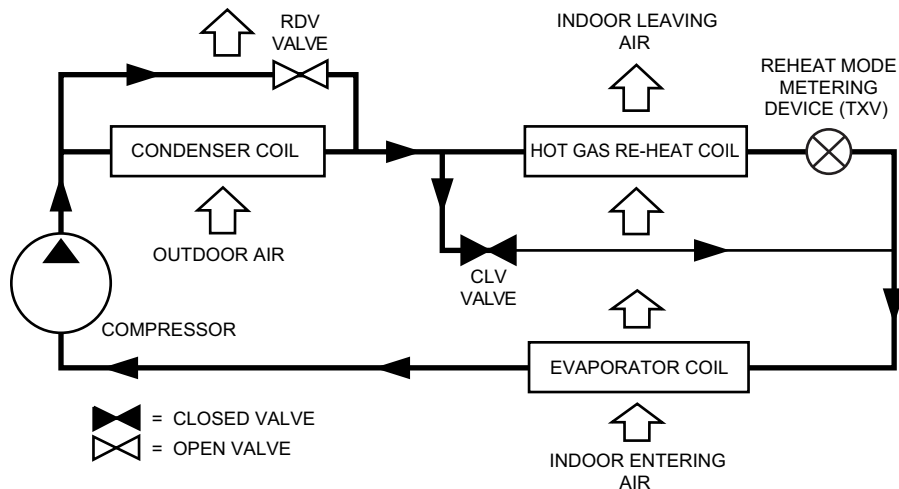 RDV
VALVE
INDOOR LEAVING
AIR
REHEAT MODE
METERING
DEVICE (TXV)
CONDENSER COIL
HOT GAS RE-HEAT COIL
OUTDOOR AIR
CLV
VALVE
COMPRESSOR
EVAPORATOR COIL
= CLOSED VALVE
= OPEN VALVE
INDOOR ENTERING
AIR